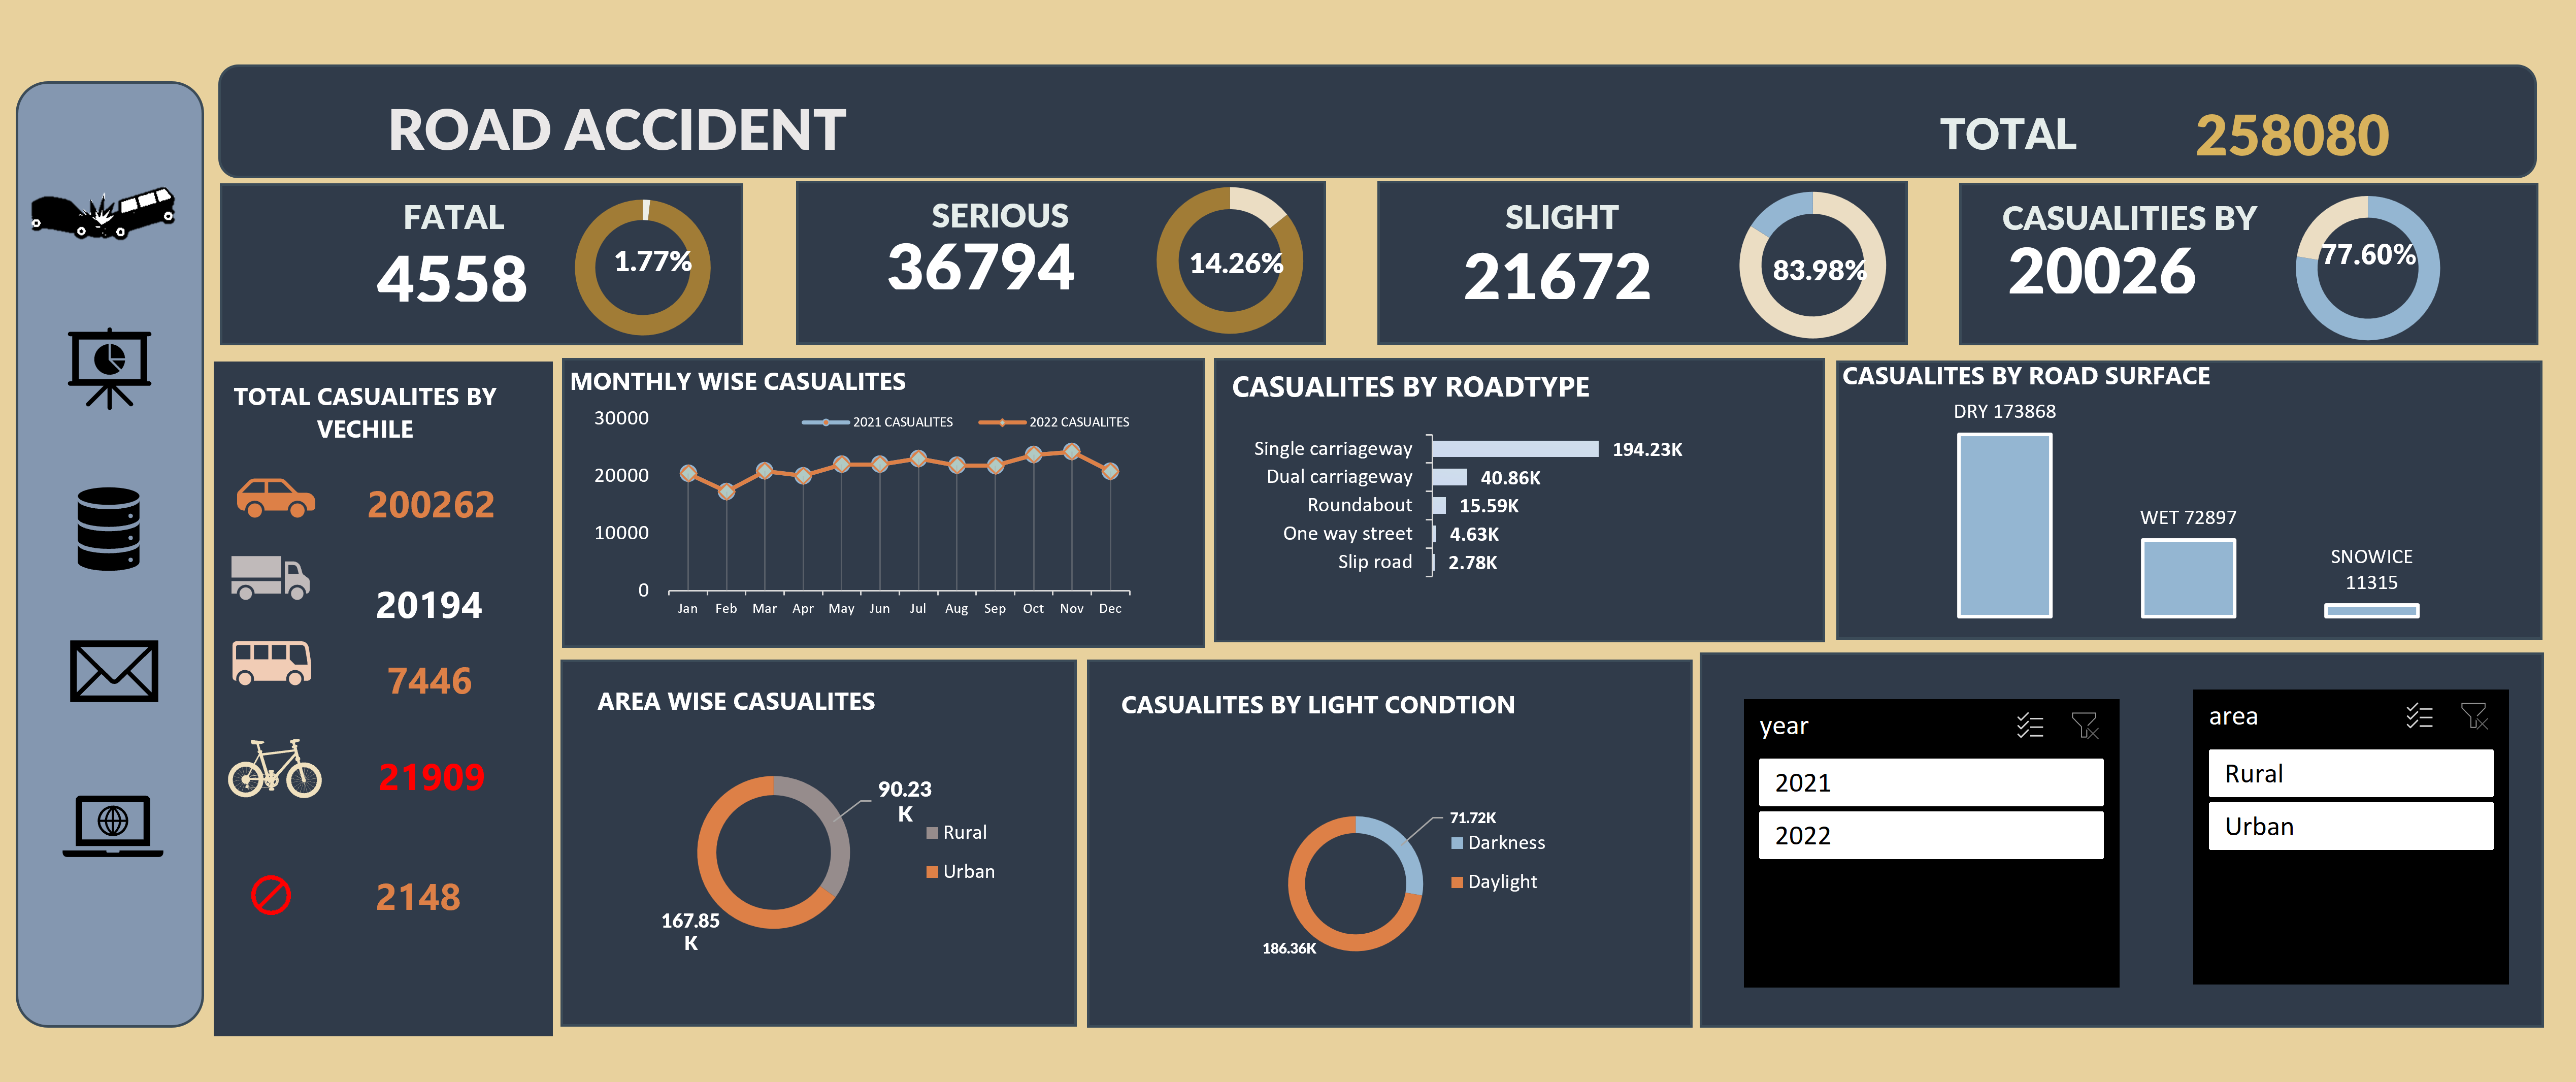 ROAD ACCIDENT
TOTAL
258080
FATAL
4558
1.77%
SERIOUS
36794
14.26%
SLIGHT
21672
83.98%
CASUALITIES BY
20026
77.60%
TOTAL CASUALITES BY
VECHILE
200262
20194
7446
21909
2148
MONTHLY WISE CASUALITES
2021 CASUALITES
2022 CASUALITES
30000
20000
10000
0
Jan Feb Mar Apr May Jun Jul Aug Sep Oct Nov Dec
CASUALITES BY ROADTYPE
Single carriageway 194.23K
Dual carriageway 40.86K
Roundabout 15.59K
One way street 4.63K
Slip road 2.78K
CASUALITES BY ROAD SURFACE
DRY 173868
WET 72897
SNOWICE
11315
AREA WISE CASUALITES
90.23
K
Rural
Urban
167.85
K
CASUALITES BY LIGHT CONDTION
71.72K
Darkness
Daylight
186.36K
year
2021
2022
area
Rural
Urban